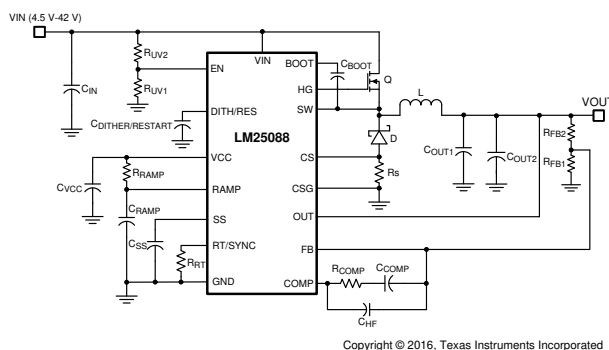 VIN (4.5 V-42 V)
RUV2
RUV1
CIN
CDITHER/RESTART
VIN
BOOT
CBOOT
Q
EN
HG
SW
L
VOUT
DITH/RES
LM25088
D
COUT1
COUT2
RFB2
RFB1
VCC
CS
Rs
CVCC
RRAMP
RAMP
CSG
CRAMP
SS
OUT
CSS
RT/SYNC
FB
RRT
GND
COMP
RCOMP
CCOMP
CHF
Copyright © 2016, Texas Instruments Incorporated